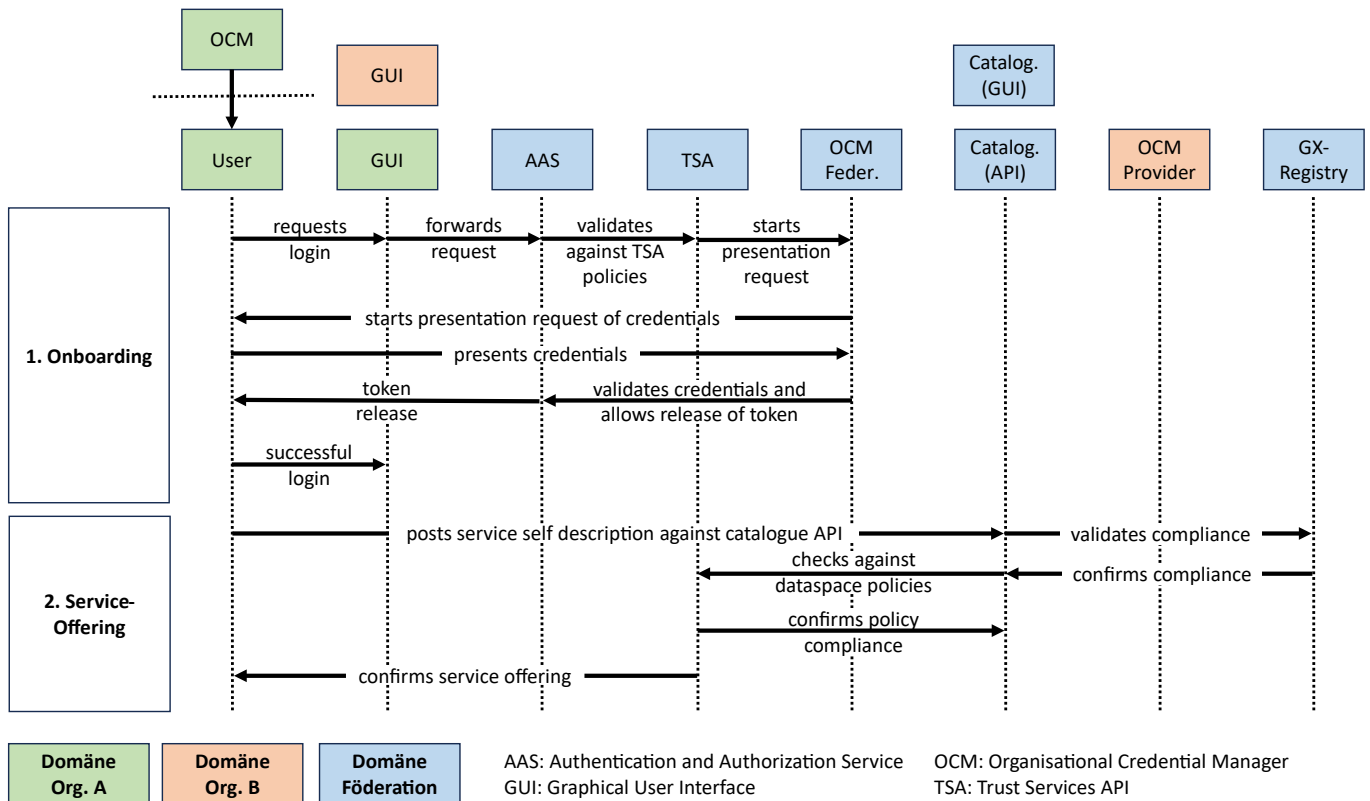 OCM
GUI
Catalog.
(GUI)
User
GUI
AAS
TSA
OCM
Feder.
Catalog.
(API)
OCM
Provider
GX-
Registry
1. Onboarding
requests
login
forwards
request
validates
against TSA
policies
starts
presentation
request
starts presentation request of credentials
presents credentials
token
release
validates credentials and
allows release of token
successful
login
2. Service-
Offering
posts service self description against catalogue API
validates compliance
checks against
dataspace policies
confirms compliance
confirms policy
compliance
confirms service offering
Domäne
Org. A
Domäne
Org. B
Domäne
Föderation
AAS: Authentication and Authorization Service
GUI: Graphical User Interface
OCM: Organisational Credential Manager
TSA: Trust Services API